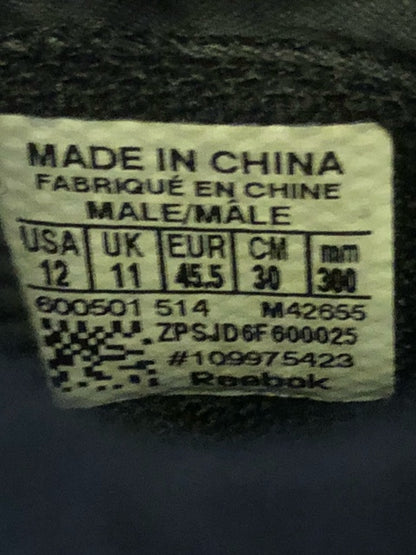 MADE IN CHINA
FABRIQUÉ EN CHINE
MALE/MÂLE
USA UK EUR CM mm
12 11 45.5 30 300
600501 514 M42655
ZPSJD6F600025
#109975423
Reebok